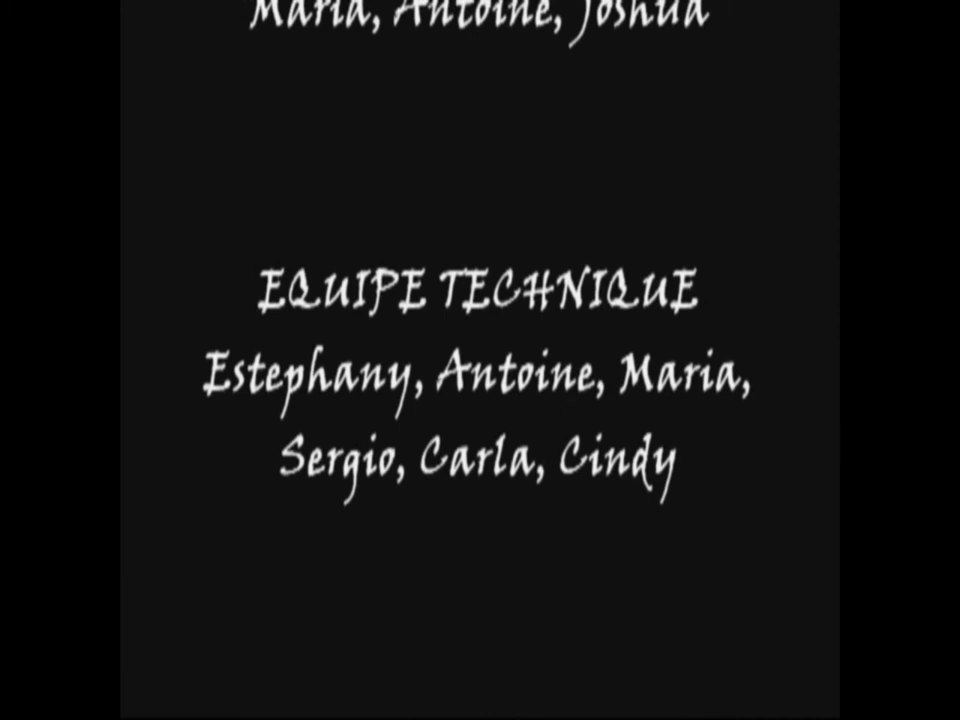 Maria, Antoine, Joshua
EQUIPE TECHNIQUE
Estephany, Antoine, Maria,
Sergio, Carla, Cindy